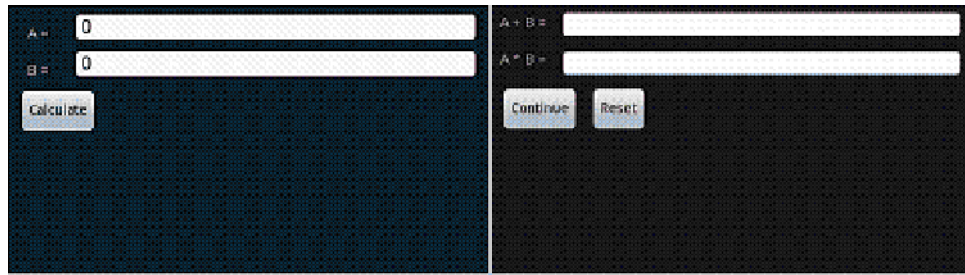 A =
0
B =
0
Calculate
A + B =
A * B =
Continue
Reset